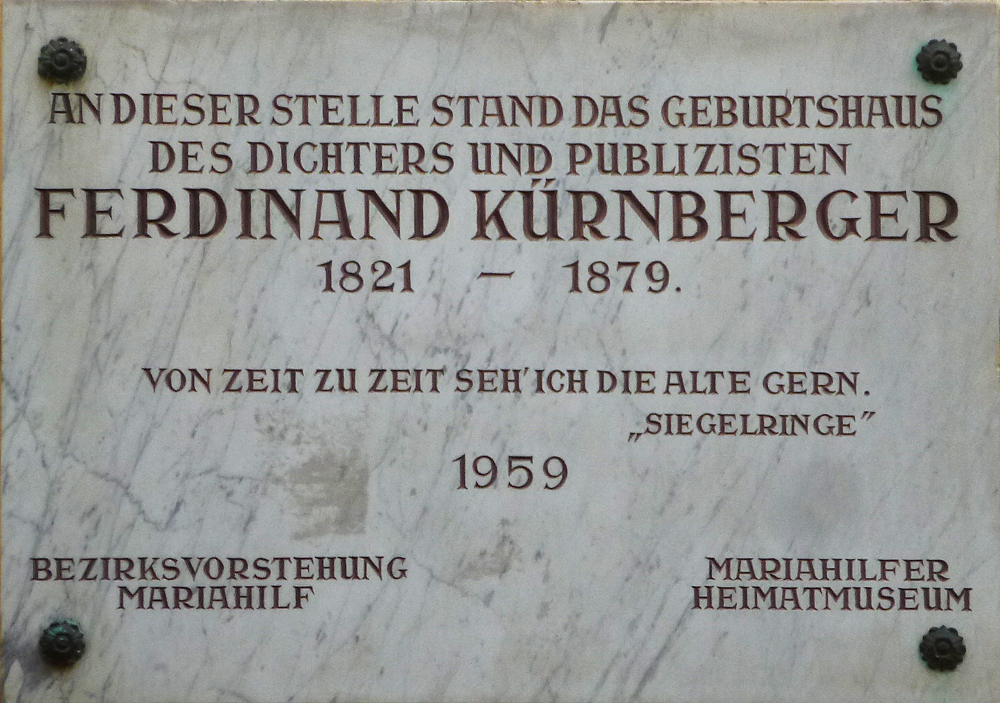 AN DIESER STELLE STAND DAS GEBURTSHAUS
DES DICHTERS UND PUBLIZISTEN
FERDINAND KÜRNBERGER
1821 – 1879.
VON ZEIT ZU ZEIT SEH'ICH DIE ALTE GERN.
„SIEGELRINGE"
1959
BEZIRKSVORSTEHUNG
MARIAHILF
MARIAHILFER
HEIMATMUSEUM